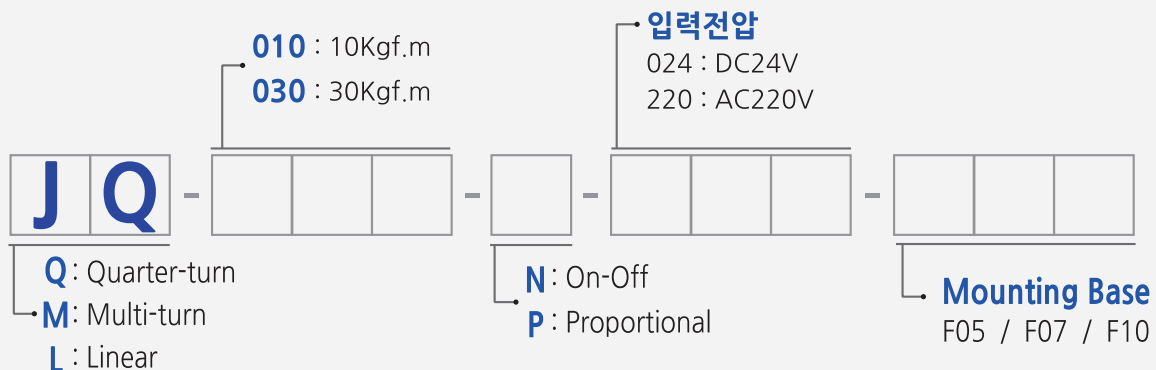 010 : 10Kgf.m
030 : 30Kgf.m
입력전압
024 : DC24V
220 : AC220V
JQ - - - -
Q : Quarter-turn
M : Multi-turn
L : Linear
N : On-Off
P : Proportional
Mounting Base
F05 / F07 / F10